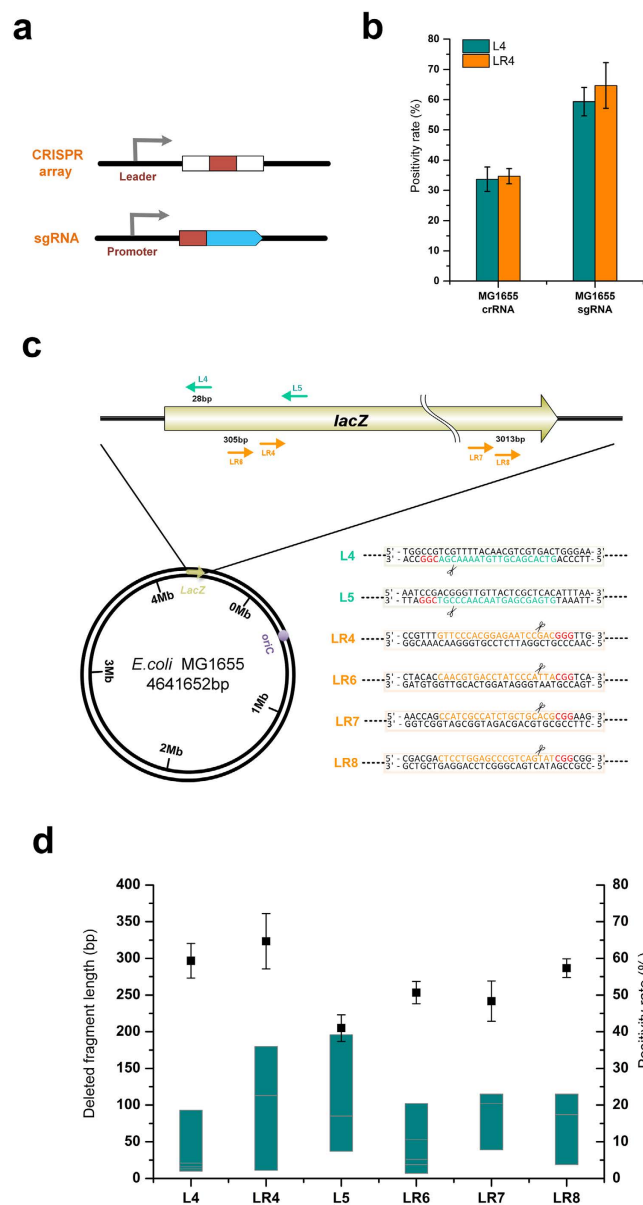 a
CRISPR
array
Leader
sgRNA
Promoter
b
L4
LR4
Positivity rate (%)
80
75
70
60
50
40
30
20
10
0
MG1655
crRNA
MG1655
sgRNA
c
L4
28bp
L5
lacZ
305bp
LR6
LR4
3013bp
LR7
LR8
LacZ
4Mb
0Mb
oriC
3Mb
E.coli MG1655
4641652bp
1Mb
2Mb
L4
5'-TGGCCGTCGTTTTACAACGTCGTGACTGGGAA-3'
3'-ACCGGCAGCAAAATGTTGCAGCACTGACCCTT-5'
L5
5'-AATCCGACGGGTTGTTACTCGCTCACATTTAA-3'
3'-TTAGGCTGCCCAACAATGAGCGAGTGTAAATT-5'
LR4
5'-CCGTTTGTTCCCACGGAGAATCCGACGGGTTG-3'
3'-GGCAAACAAGGGTGCCTCTTAGGCTGCCCAAC-5'
LR6
5'-CTACACCAACGTGACCTATCCCATTACGGTCA-3'
3'-GATGTGGTTGCACTGGATAGGGTAATGCCAGT-5'
LR7
5'-AACCAGCCATCGCCATCTGCTGCACGCGGAAG-3'
3'-GGTCGGTAGCGGTAGACGACGTGCGCCTTC-5'
LR8
5'-CGACGACTCCTGGAGCCCGTCAGTATCGGCGG-3'
3'-GCTGCTGAGGACCTCGGGCAGTCATAGCCGCC-5'
d
Deleted fragment length (bp)
400
350
300
250
200
150
100
50
0
80
70
60
50
40
30
20
10
0
Positivity rate (%)
L4 LR4 L5 LR6 LR7 LR8